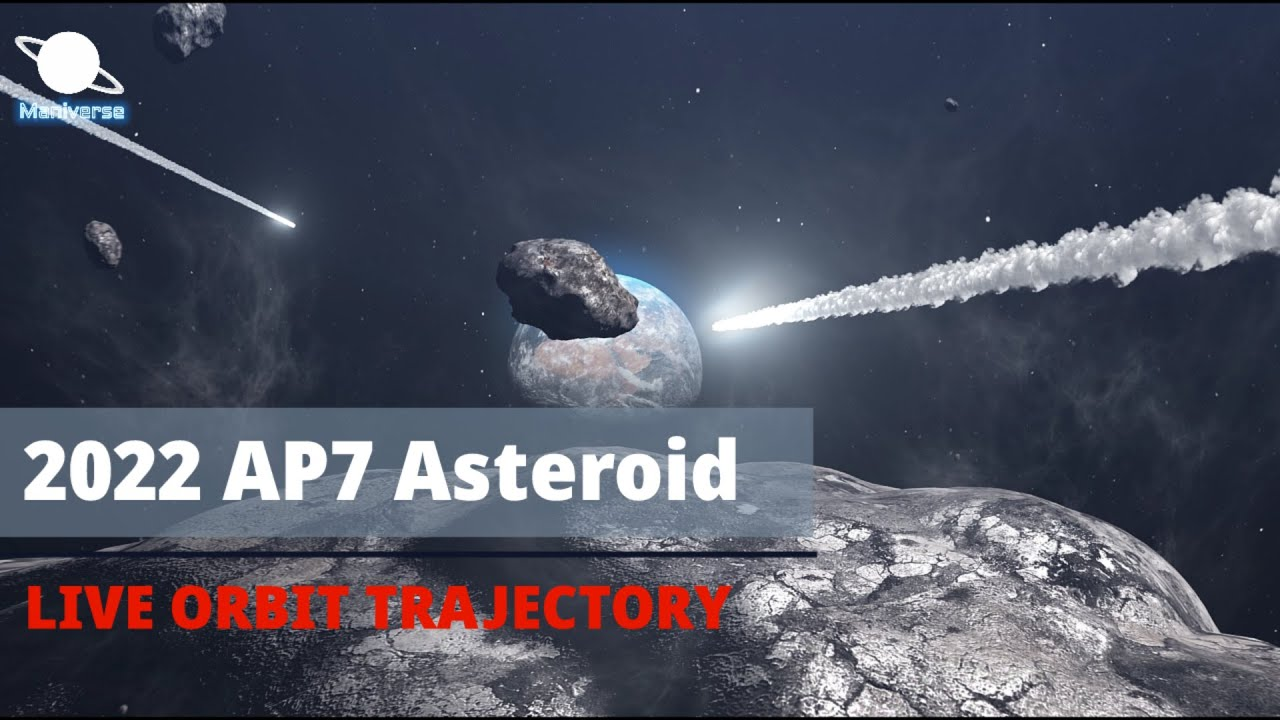 Maniverse
2022 AP7 Asteroid
LIVE ORBIT TRAJECTORY